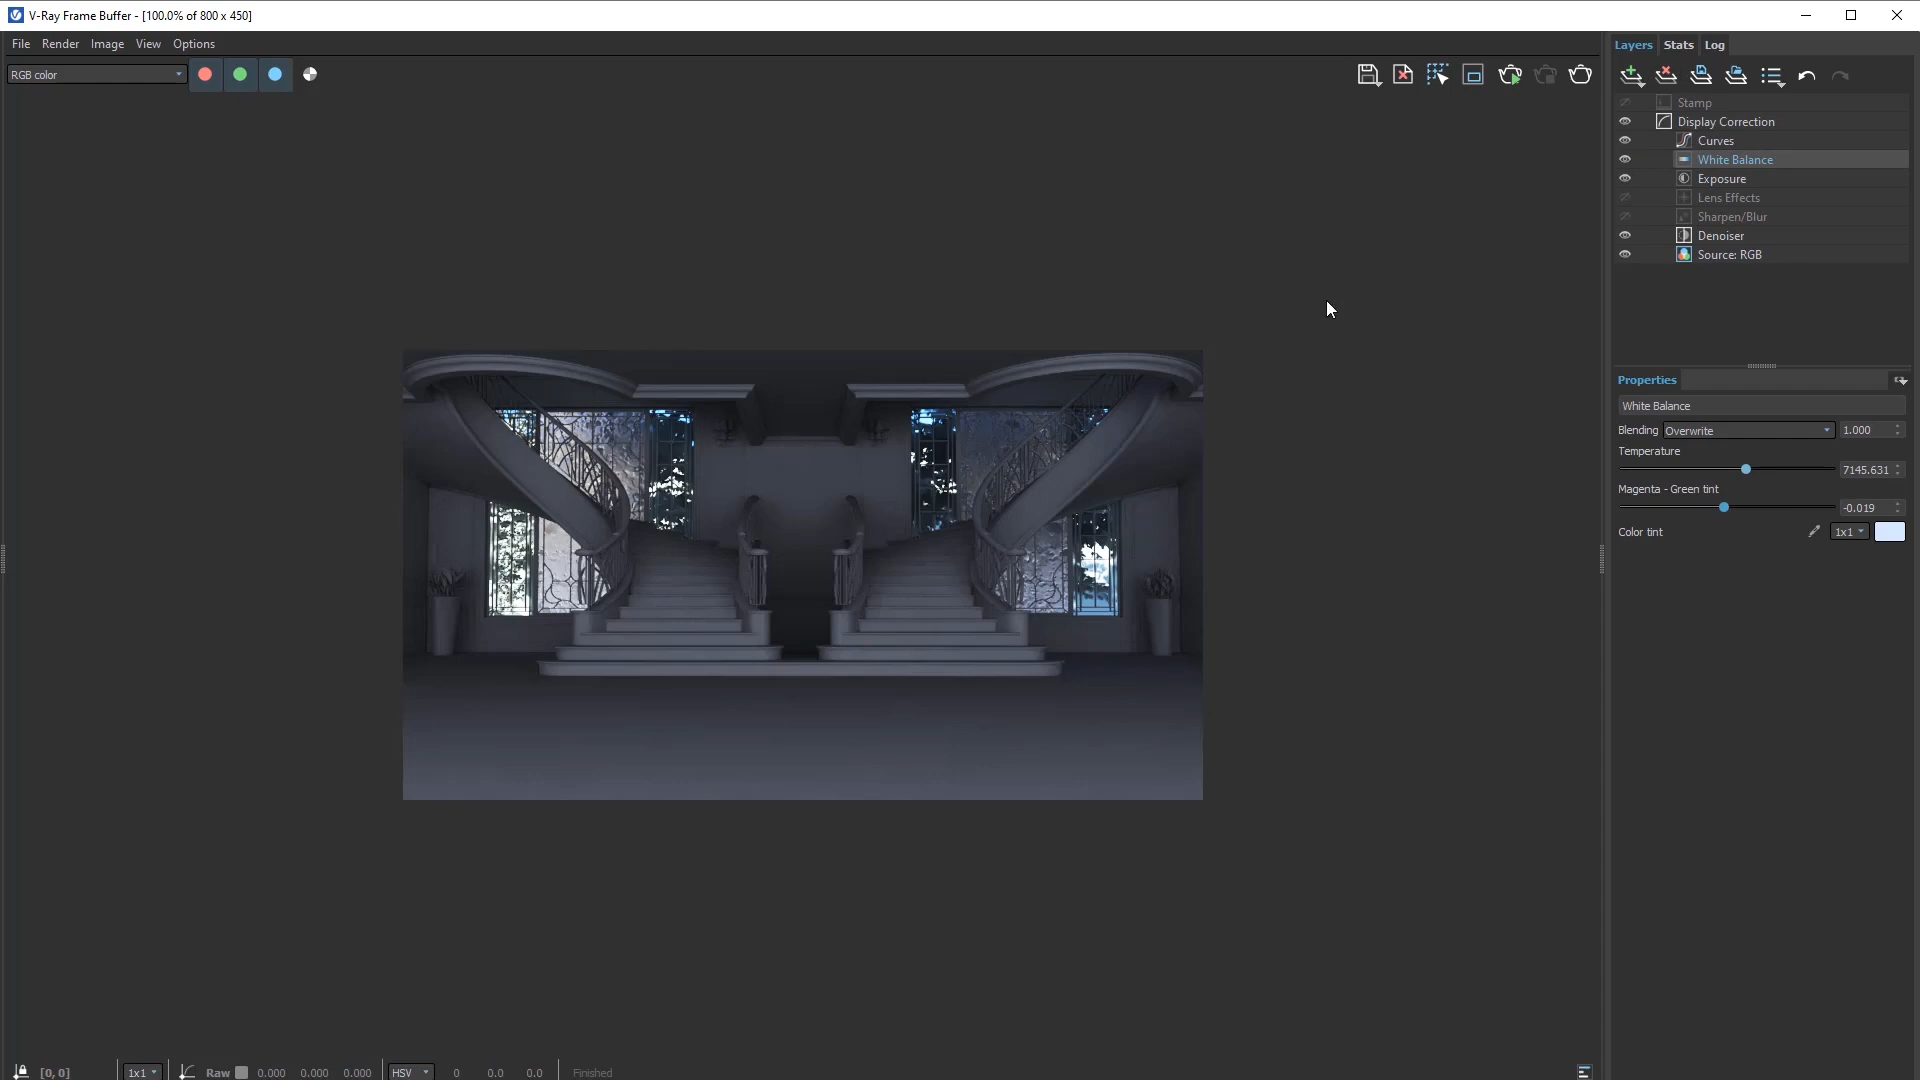 V-Ray Frame Buffer - [100.0% of 800 x 450]
File Render Image View Options
Layers Stats Log
RGB color
Stamp
Display Correction
Curves
White Balance
Exposure
Lens Effects
Sharpen/Blur
Denoiser
Source: RGB
Properties
White Balance
Blending Overwrite 1.000
Temperature
7145.631
Magenta - Green tint
-0.019
Color tint 1x1
[0, 0] 1x1 Raw 0.000 0.000 0.000 HSV 0 0.0 0.0 Finished